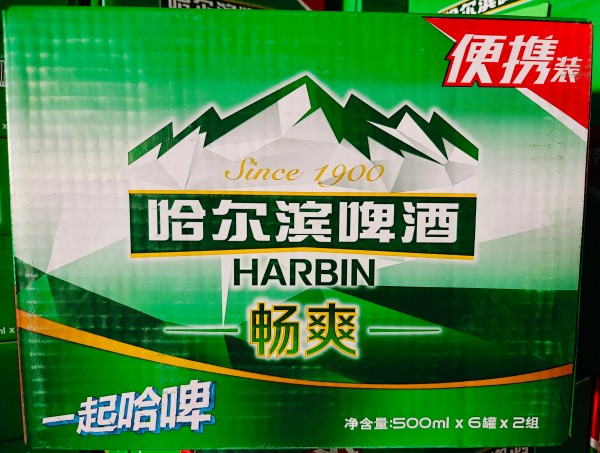 便携装
Since 1900
哈尔滨啤酒
HARBIN
畅爽
一起哈啤
净含量:500ml x 6罐 x 2组